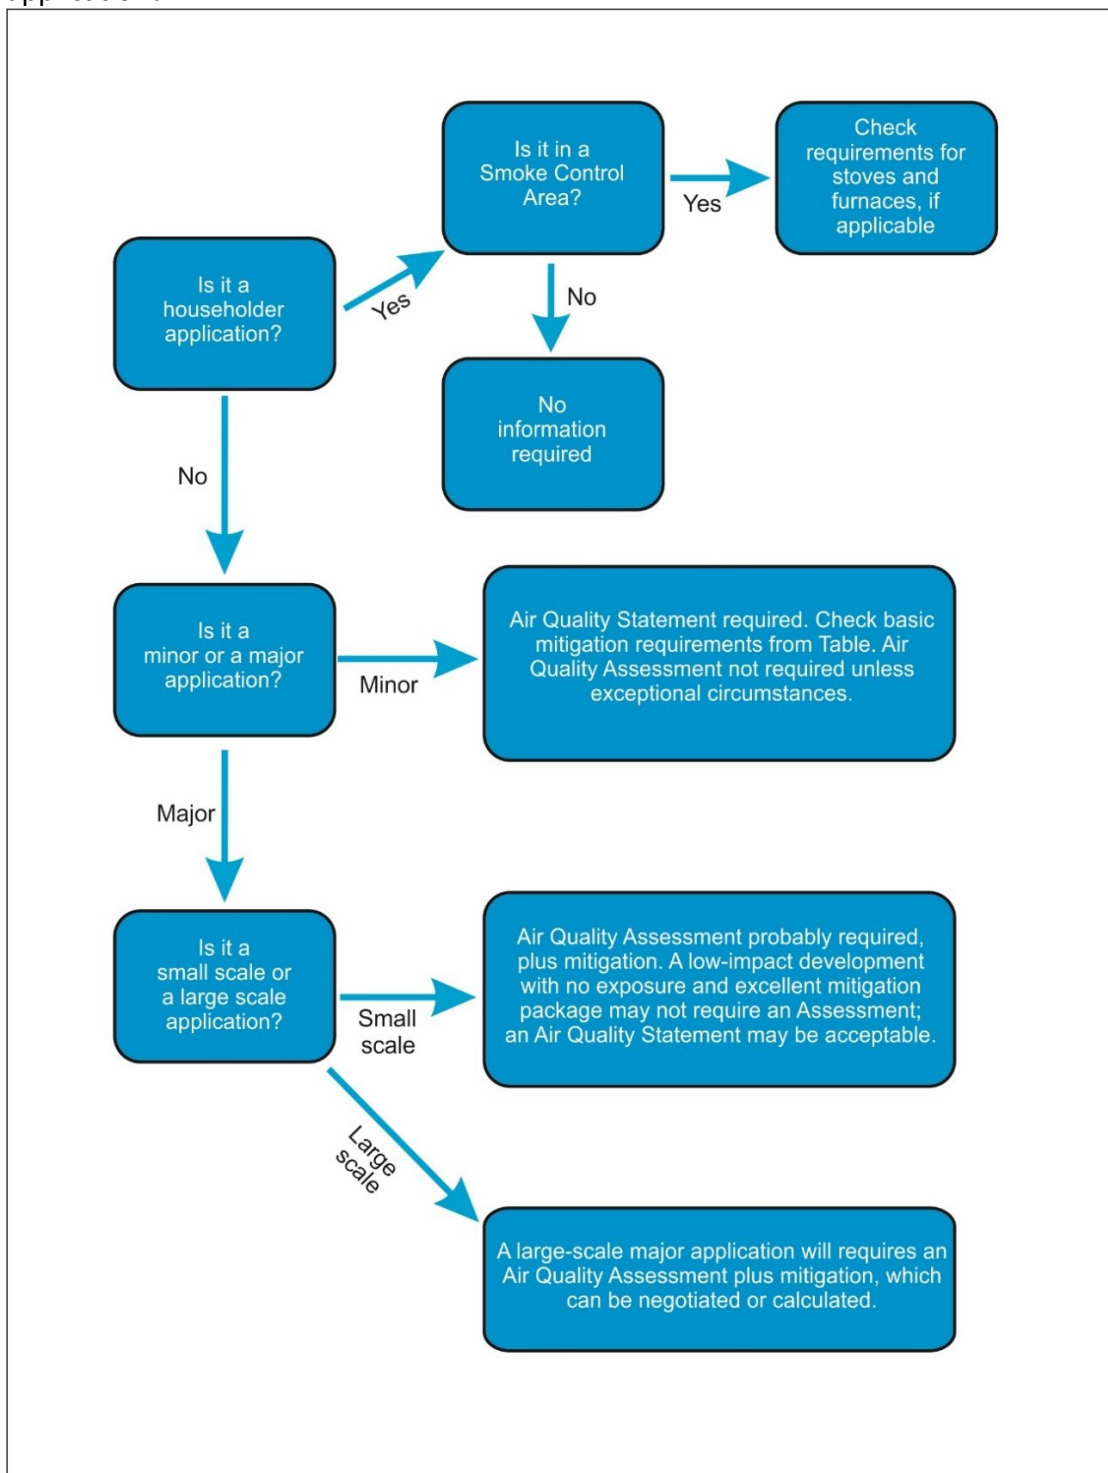 Is it in a
Smoke Control
Area?
Yes
Check
requirements for
stoves and
furnaces, if
applicable
Is it a
householder
application?
Yes
No
No
information
required
No
Is it a
minor or a major
application?
Minor
Air Quality Statement required. Check basic
mitigation requirements from Table. Air
Quality Assessment not required unless
exceptional circumstances.
Major
Is it a
small scale or
a large scale
application?
Small
scale
Air Quality Assessment probably required,
plus mitigation. A low-impact development
with no exposure and excellent mitigation
package may not require an Assessment;
an Air Quality Statement may be acceptable.
Large
scale
A large-scale major application will requires an
Air Quality Assessment plus mitigation, which
can be negotiated or calculated.